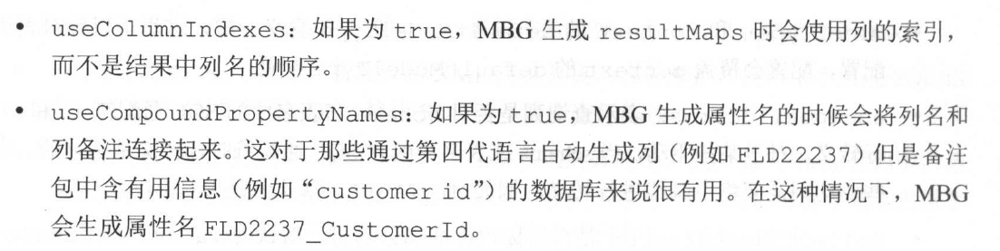 • useColumnIndexes：如果为 true，MBG 生成 resultMaps 时会使用列的索引，
而不是结果中列名的顺序。
• useCompoundPropertyNames：如果为 true，MBG 生成属性名的时候会将列名和
列备注连接起来。这对于那些通过第四代语言自动生成列（例如 FLD22237）但是备注
包中含有用信息（例如“customer id”）的数据库来说很有用。在这种情况下，MBG
会生成属性名 FLD2237_CustomerId。